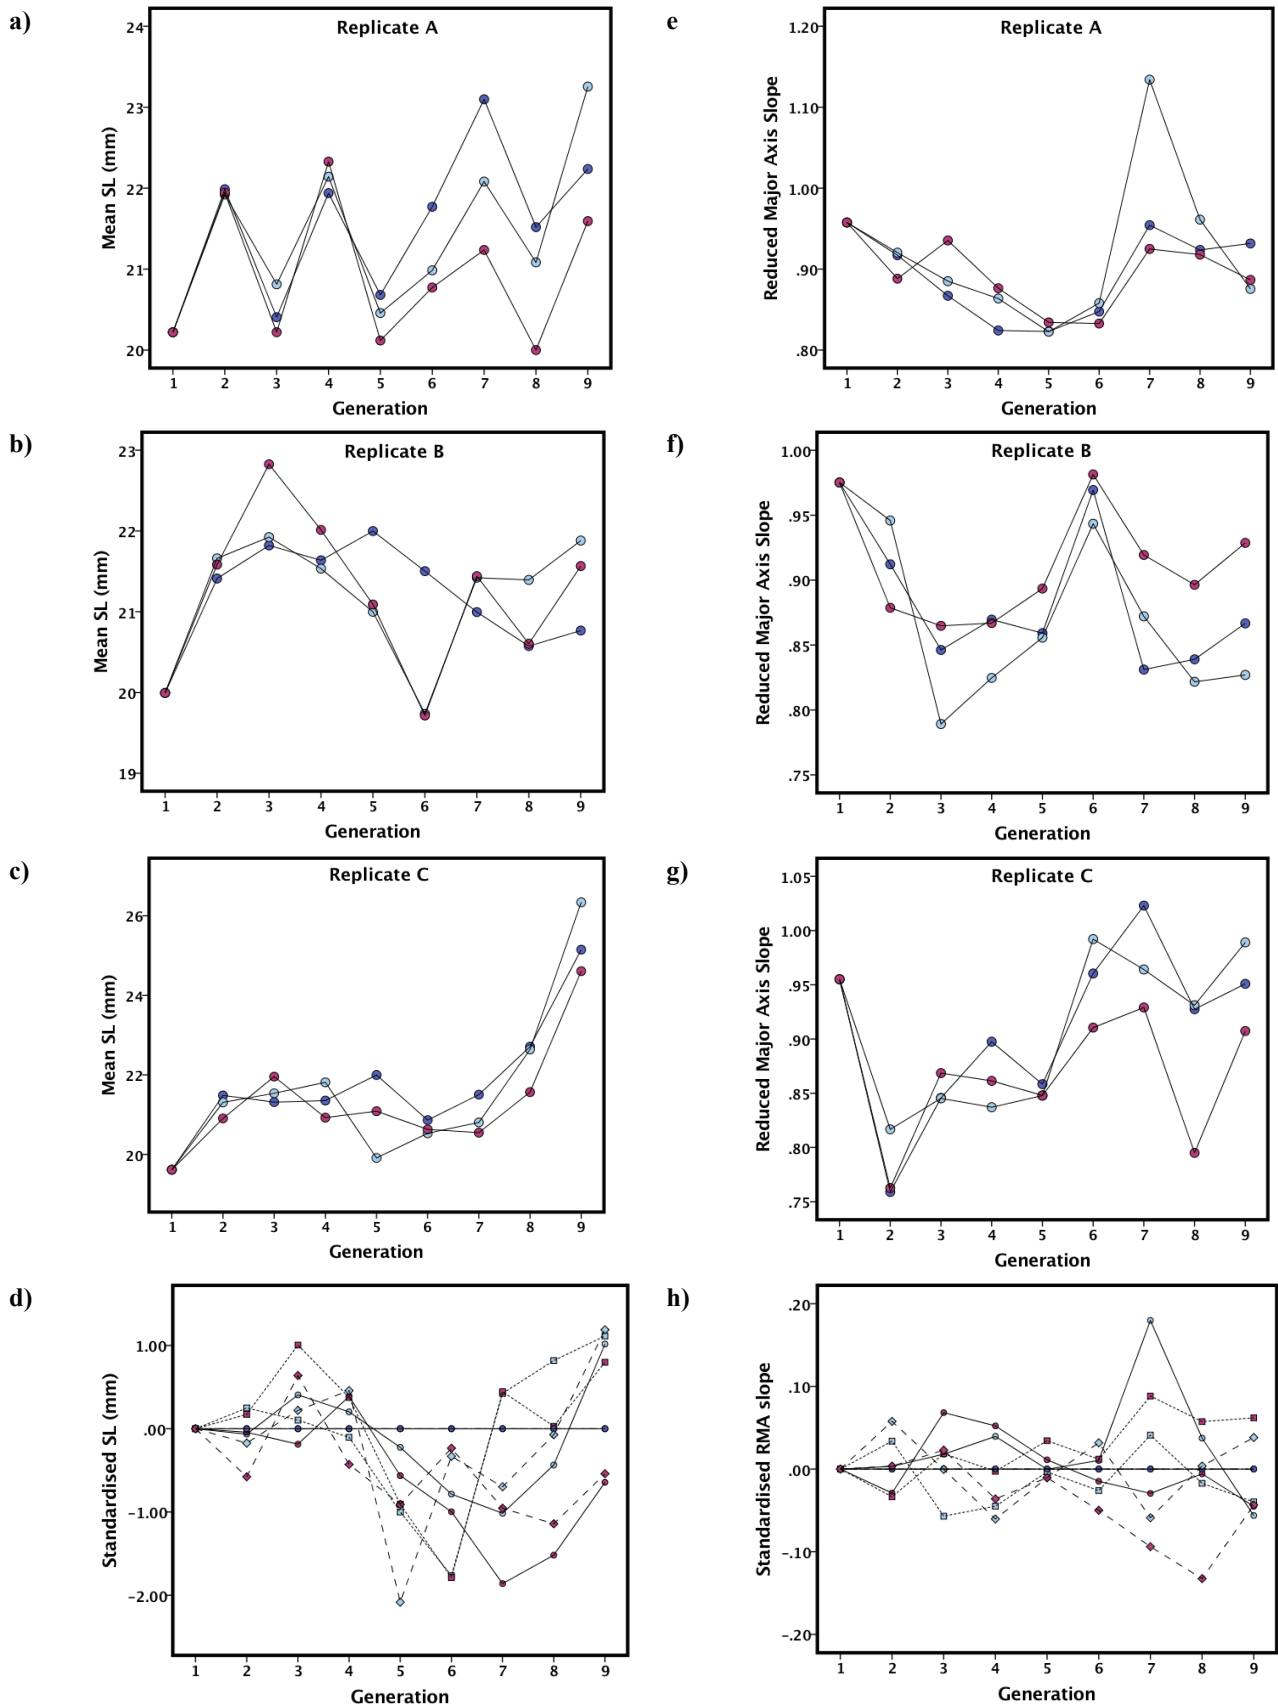 a)
Replicate A
Mean SL (mm)
24
23
22
21
20
1 2 3 4 5 6 7 8 9
Generation
e
Replicate A
Reduced Major Axis Slope
1.20
1.10
1.00
.90
.80
1 2 3 4 5 6 7 8 9
Generation
b)
Replicate B
Mean SL (mm)
23
22
21
20
19
1 2 3 4 5 6 7 8 9
Generation
f)
Replicate B
Reduced Major Axis Slope
1.00
.95
.90
.85
.80
.75
1 2 3 4 5 6 7 8 9
Generation
c)
Replicate C
Mean SL (mm)
26
24
22
20
1 2 3 4 5 6 7 8 9
Generation
g)
Replicate C
Reduced Major Axis Slope
1.05
1.00
.95
.90
.85
.80
.75
1 2 3 4 5 6 7 8 9
Generation
d)
Standardised SL (mm)
1.00
.00
-1.00
-2.00
1 2 3 4 5 6 7 8 9
Generation
h)
Standardised RMA slope
.20
.10
.00
-.10
-.20
1 2 3 4 5 6 7 8 9
Generation